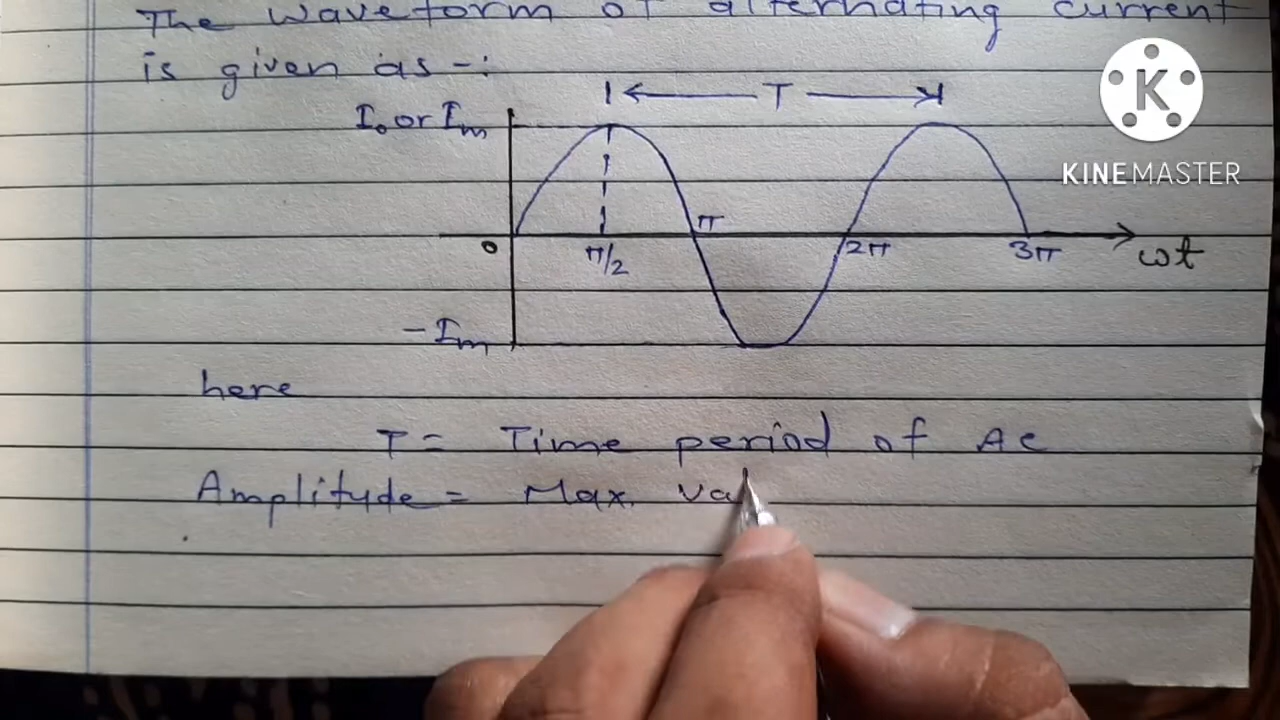 The waveform of alternating current
is given as -:
T
I₀ or Iₘ
π
0 π/2 2π 3π ωt
-Iₘ
here
T = Time period of AC
Amplitude = Max. Va
K
KINEMASTER